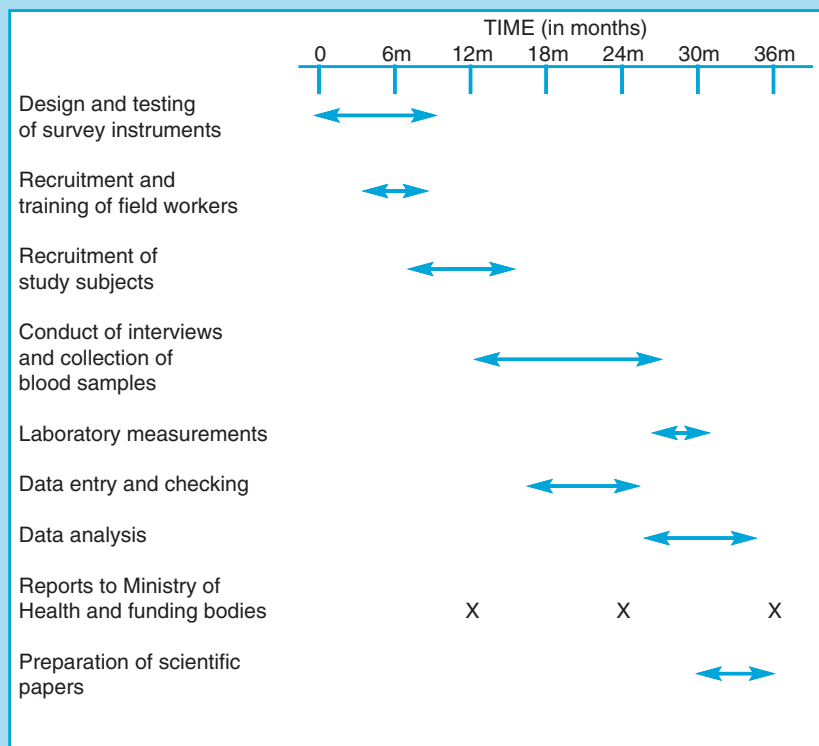 TIME (in months)
0 6m 12m 18m 24m 30m 36m
Design and testing
of survey instruments
Recruitment and
training of field workers
Recruitment of
study subjects
Conduct of interviews
and collection of
blood samples
Laboratory measurements
Data entry and checking
Data analysis
Reports to Ministry of
Health and funding bodies X X X
Preparation of scientific
papers